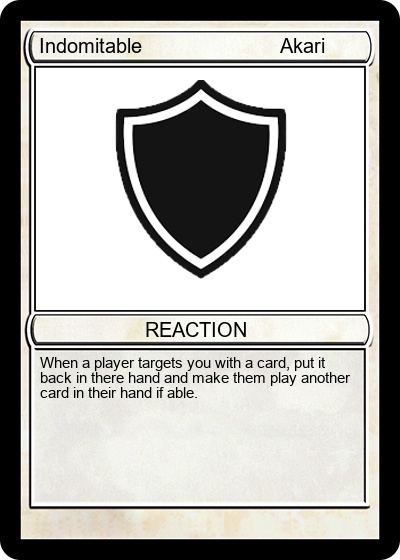 Indomitable Akari
REACTION
When a player targets you with a card, put it
back in there hand and make them play another
card in their hand if able.